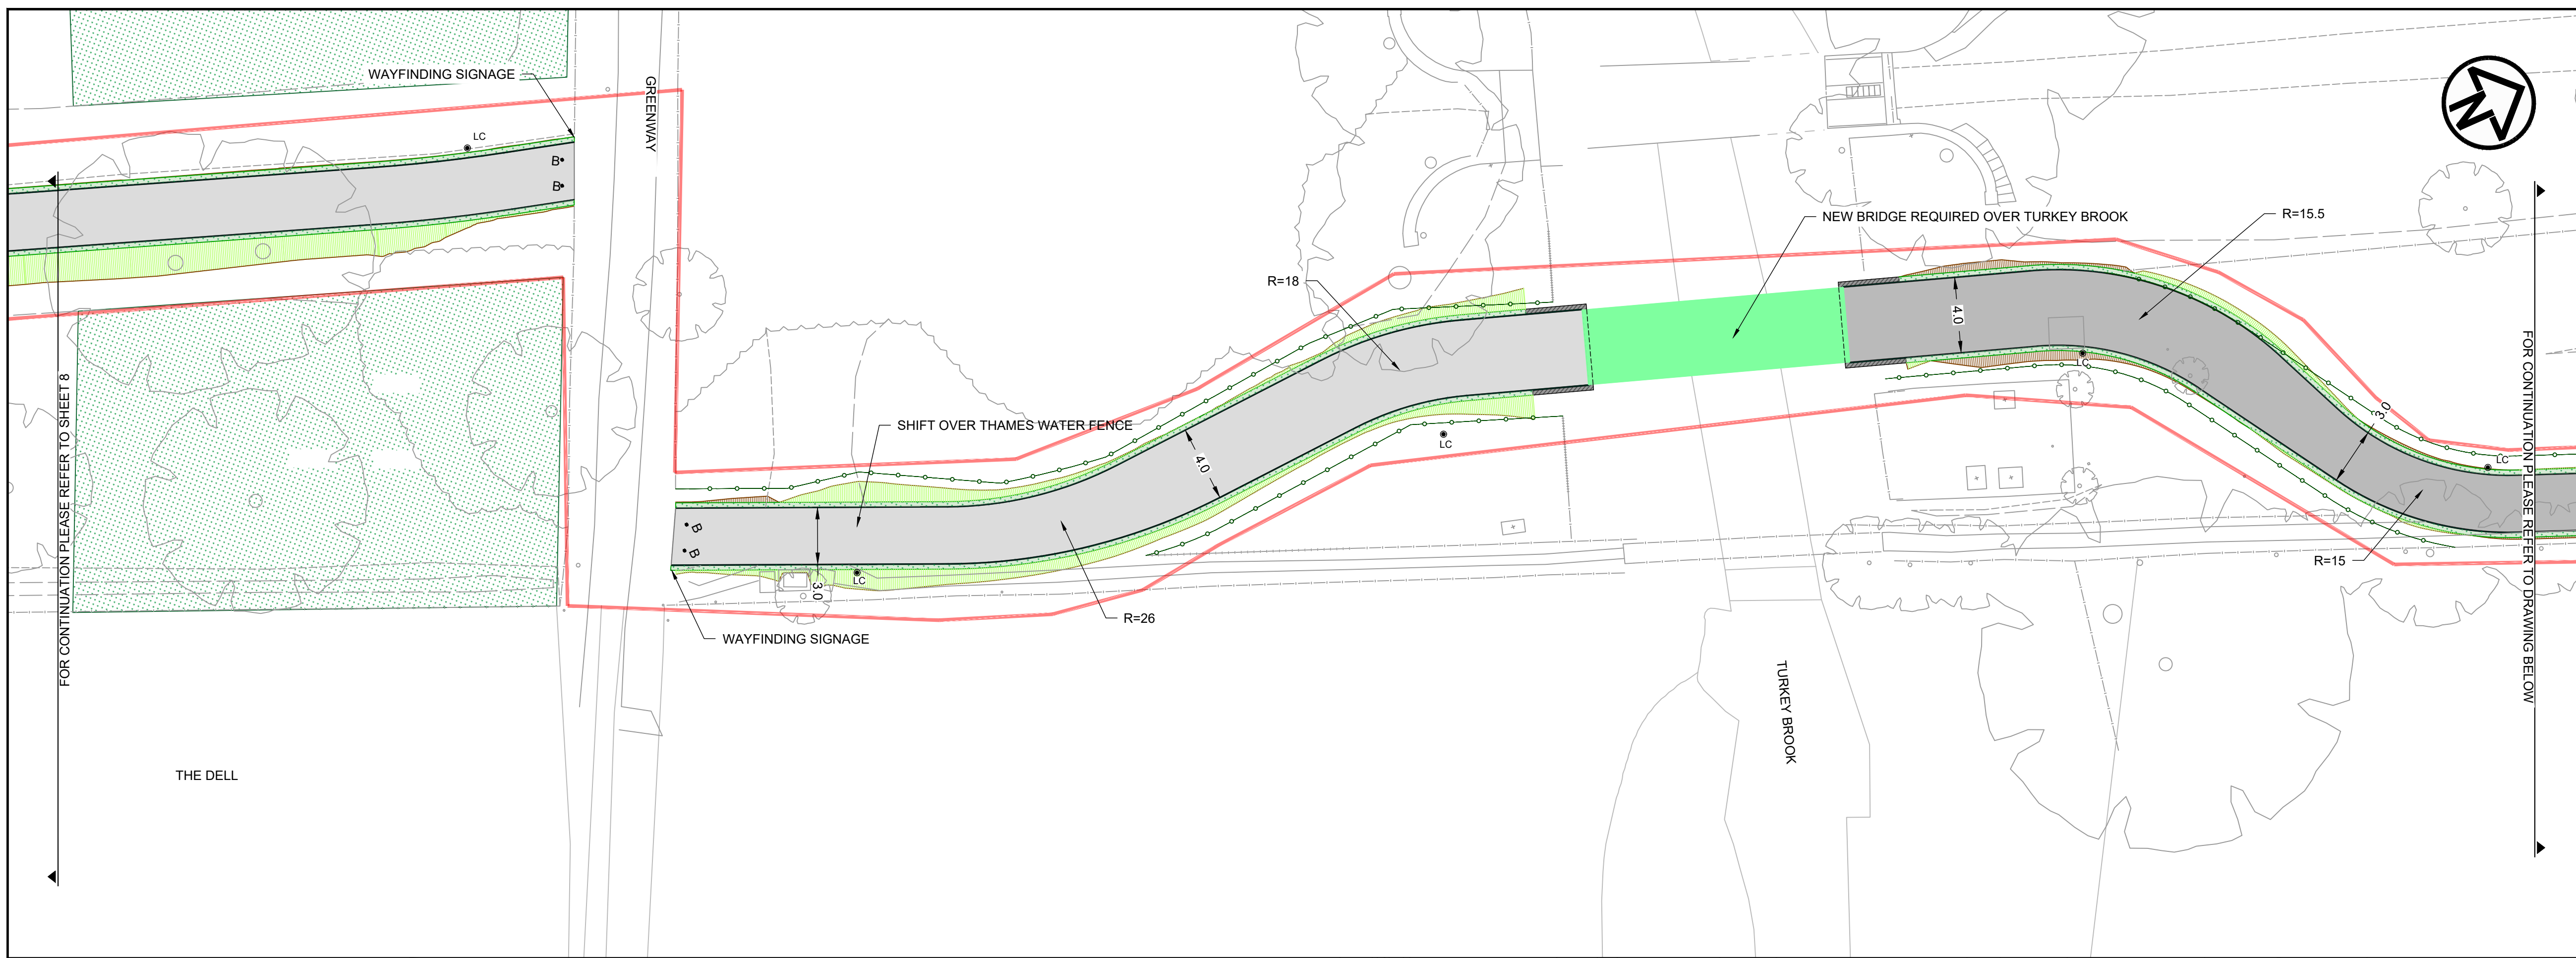 WAYFINDING SIGNAGE
GREENWAY
LC
B
B
N
NEW BRIDGE REQUIRED OVER TURKEY BROOK
R=15.5
R=18
4.0
4.0
3.0
LC
LC
LC
SHIFT OVER THAMES WATER FENCE
B
B
LC
3.0
R=26
R=15
WAYFINDING SIGNAGE
TURKEY BROOK
THE DELL
FOR CONTINUATION PLEASE REFER TO SHEET 8
FOR CONTINUATION PLEASE REFER TO DRAWING BELOW